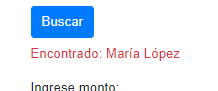 Buscar
Encontrado: María López
Ingrese monto: